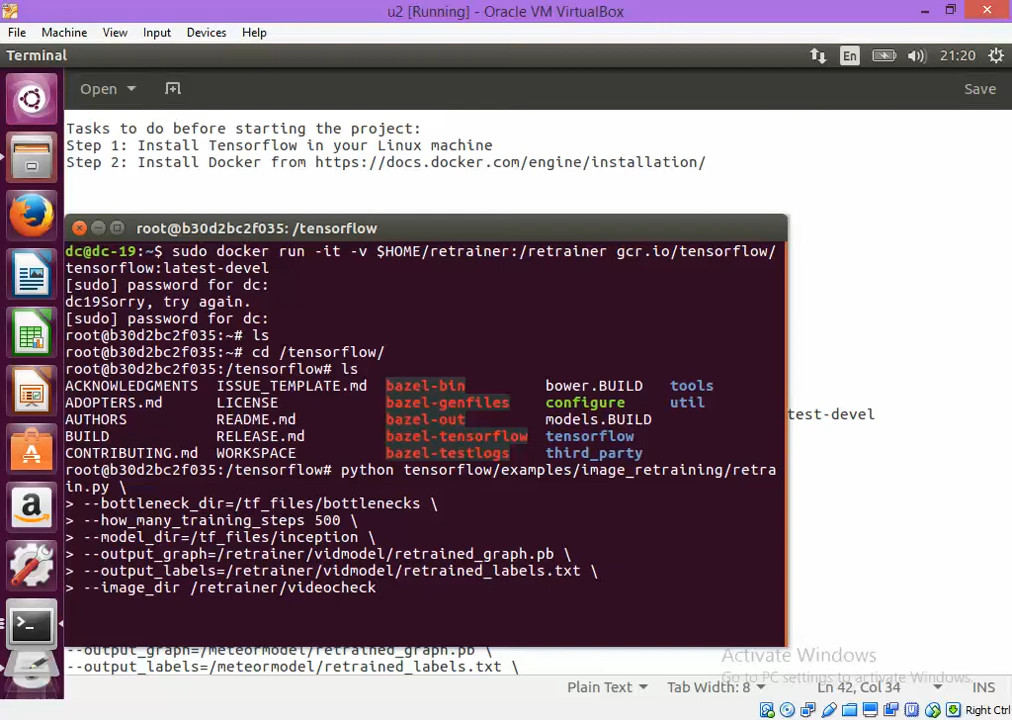 u2 [Running] - Oracle VM VirtualBox
File Machine View Input Devices Help
Terminal En 21:20
Open Save
Tasks to do before starting the project:
Step 1: Install Tensorflow in your Linux machine
Step 2: Install Docker from https://docs.docker.com/engine/installation/
root@b30d2bc2f035: /tensorflow
dc@dc-19:~$ sudo docker run -it -v $HOME/retrainer:/retrainer gcr.io/tensorflow/
tensorflow:latest-devel
[sudo] password for dc:
dc19Sorry, try again.
[sudo] password for dc:
root@b30d2bc2f035:~# ls
root@b30d2bc2f035:~# cd /tensorflow/
root@b30d2bc2f035:/tensorflow# ls
ACKNOWLEDGMENTS ISSUE_TEMPLATE.md bazel-bin bower.BUILD tools
ADOPTERS.md LICENSE bazel-genfiles configure util
AUTHORS README.md bazel-out models.BUILD
BUILD RELEASE.md bazel-tensorflow tensorflow
CONTRIBUTING.md WORKSPACE bazel-testlogs third_party
root@b30d2bc2f035:/tensorflow# python tensorflow/examples/image_retraining/retra
in.py \
> --bottleneck_dir=/tf_files/bottlenecks \
> --how_many_training_steps 500 \
> --model_dir=/tf_files/inception \
> --output_graph=/retrainer/vidmodel/retrained_graph.pb \
> --output_labels=/retrainer/vidmodel/retrained_labels.txt \
> --image_dir /retrainer/videocheck
test-devel
--output_graph=/meteormodel/retrained_graph.pb \
--output_labels=/meteormodel/retrained_labels.txt \
Activate Windows
Go to PC settings to activate Windows.
Plain Text Tab Width: 8 Ln 42, Col 34 INS
Right Ctrl